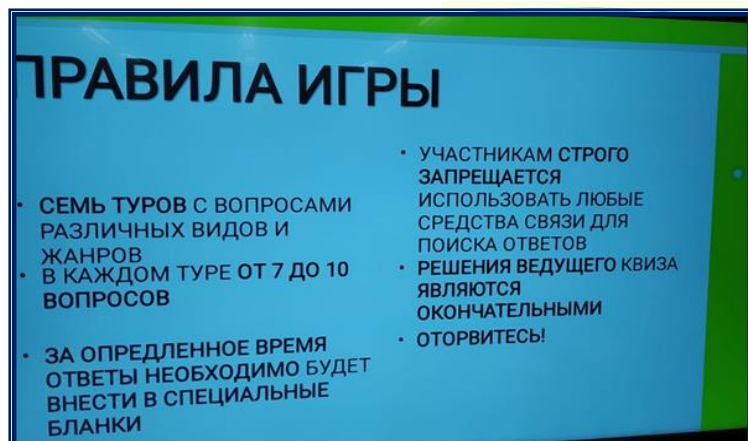 ПРАВИЛА ИГРЫ
• СЕМЬ ТУРОВ С ВОПРОСАМИ
РАЗЛИЧНЫХ ВИДОВ И
ЖАНРОВ
• В КАЖДОМ ТУРЕ ОТ 7 ДО 10
ВОПРОСОВ
• ЗА ОПРЕДЛЕННОЕ ВРЕМЯ
ОТВЕТЫ НЕОБХОДИМО БУДЕТ
ВНЕСТИ В СПЕЦИАЛЬНЫЕ
БЛАНКИ
• УЧАСТНИКАМ СТРОГО
ЗАПРЕЩАЕТСЯ
ИСПОЛЬЗОВАТЬ ЛЮБЫЕ
СРЕДСТВА СВЯЗИ ДЛЯ
ПОИСКА ОТВЕТОВ
• РЕШЕНИЯ ВЕДУЩЕГО КВИЗА
ЯВЛЯЮТСЯ
ОКОНЧАТЕЛЬНЫМИ
• ОТОРВИТЕСЬ!